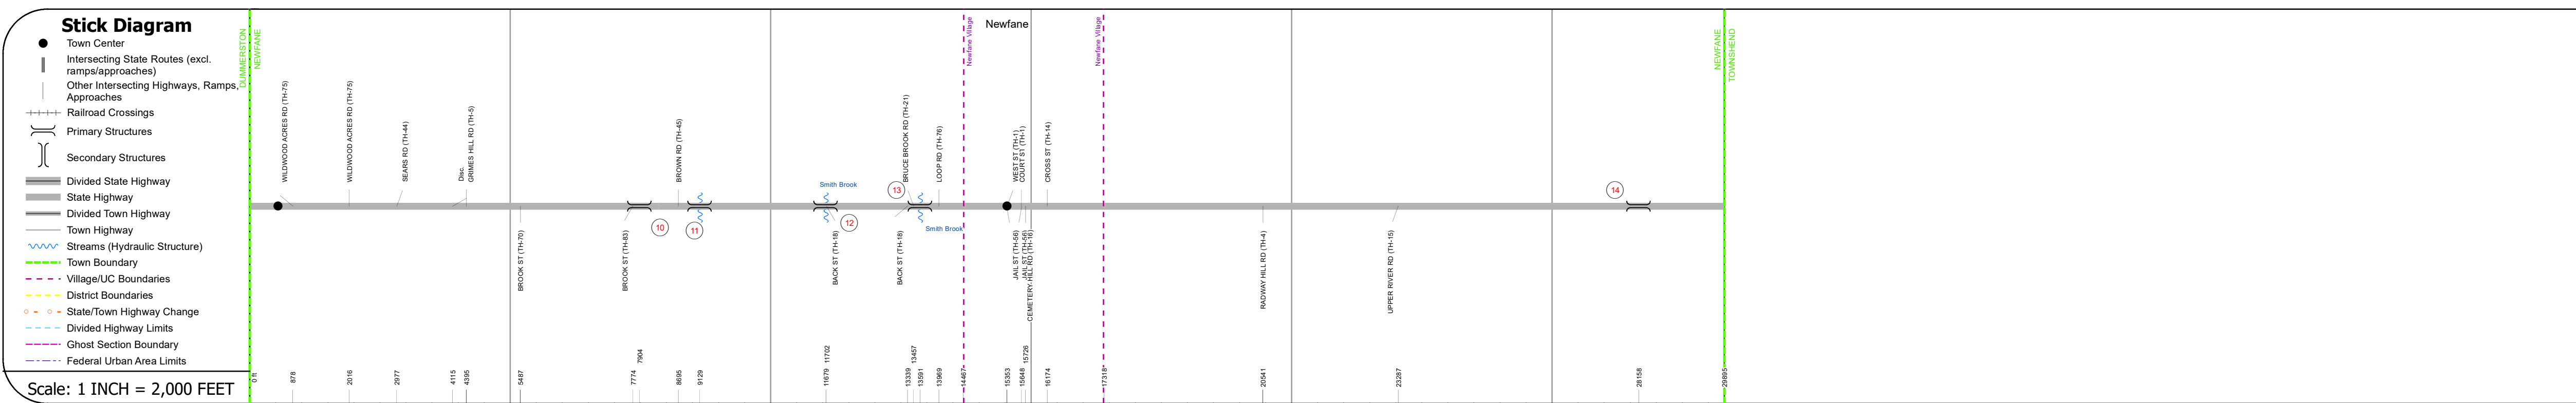 Stick Diagram
Town Center
Intersecting State Routes (excl.
ramps/approaches)
Other Intersecting Highways, Ramps,
Approaches
Railroad Crossings
Primary Structures
Secondary Structures
Divided State Highway
State Highway
Divided Town Highway
Town Highway
Streams (Hydraulic Structure)
Town Boundary
Village/UC Boundaries
District Boundaries
State/Town Highway Change
Divided Highway Limits
Ghost Section Boundary
Federal Urban Area Limits
Scale: 1 INCH = 2,000 FEET
DUMMERSTON
NEWFANE
Newfane Village
Newfane
Newfane Village
NEWFANE
TOWNSHEND
WILDWOOD ACRES RD (TH-75)
WILDWOOD ACRES RD (TH-75)
SEARS RD (TH-44)
Disc.
GRIMES HILL RD (TH-5)
BROWN RD (TH-45)
Smith Brook
BRUCE BROOK RD (TH-21)
LOOP RD (TH-76)
WEST ST (TH-1)
COURT ST (TH-1)
CROSS ST (TH-14)
13
14
10
11
12
Smith Brook
BROOK ST (TH-70)
BROOK ST (TH-83)
BACK ST (TH-18)
BACK ST (TH-18)
JAIL ST (TH-56)
JAIL ST (TH-56)
CEMETERY HILL RD (TH-16)
RADWAY HILL RD (TH-4)
UPPER RIVER RD (TH-15)
0 ft
878
2016
2977
4115
4395
5487
7774
7904
8695
9129
11679
11702
13339
13457
13591
13969
14467
15353
15648
15726
16174
17318
20541
23287
28158
29895